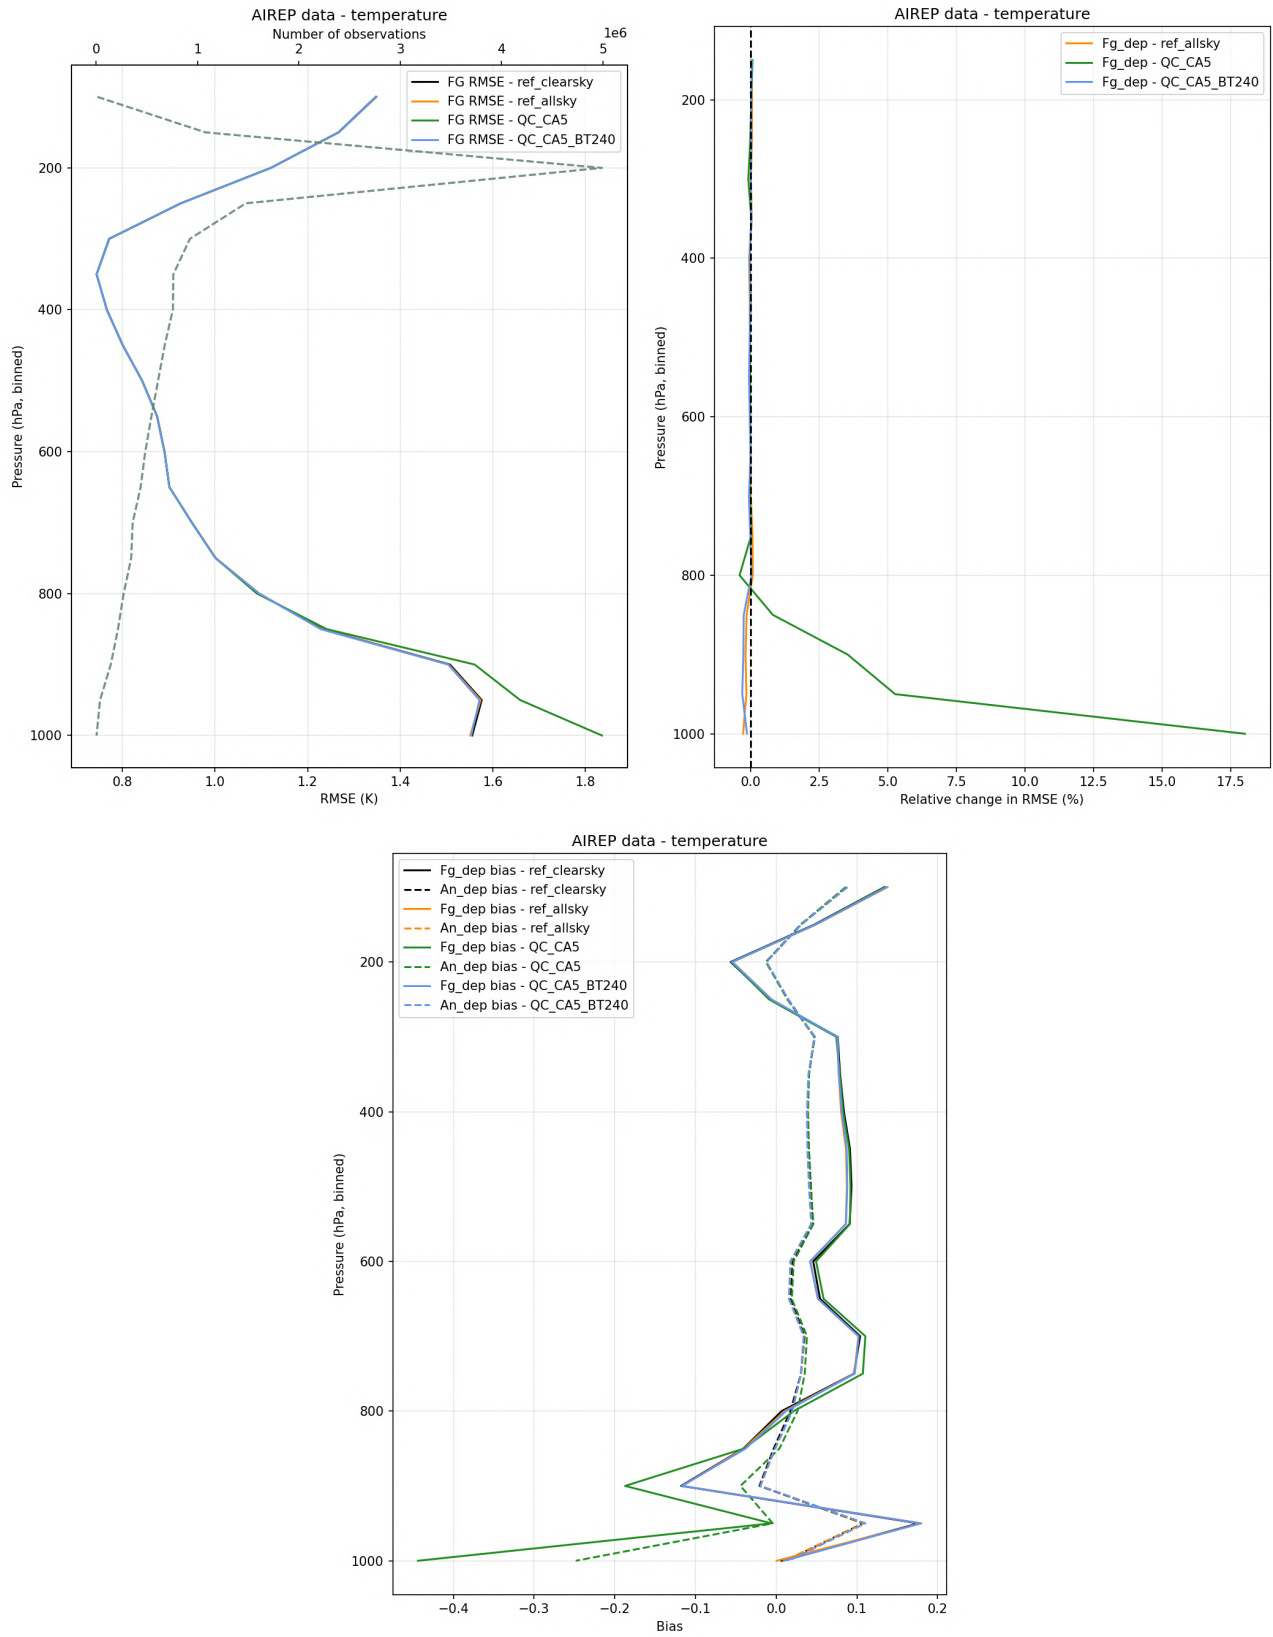 AIREP data - temperature
Number of observations
0 1 2 3 4 5
1e6
FG RMSE - ref_clearsky
FG RMSE - ref_allsky
FG RMSE - QC_CA5
FG RMSE - QC_CA5_BT240
200
400
600
800
1000
Pressure (hPa, binned)
0.8 1.0 1.2 1.4 1.6 1.8
RMSE (K)
AIREP data - temperature
Fg_dep - ref_allsky
Fg_dep - QC_CA5
Fg_dep - QC_CA5_BT240
200
400
600
800
1000
Pressure (hPa, binned)
0.0 2.5 5.0 7.5 10.0 12.5 15.0 17.5
Relative change in RMSE (%)
AIREP data - temperature
Fg_dep bias - ref_clearsky
An_dep bias - ref_clearsky
Fg_dep bias - ref_allsky
An_dep bias - ref_allsky
Fg_dep bias - QC_CA5
An_dep bias - QC_CA5
Fg_dep bias - QC_CA5_BT240
An_dep bias - QC_CA5_BT240
200
400
600
800
1000
Pressure (hPa, binned)
−0.4 −0.3 −0.2 −0.1 0.0 0.1 0.2
Bias